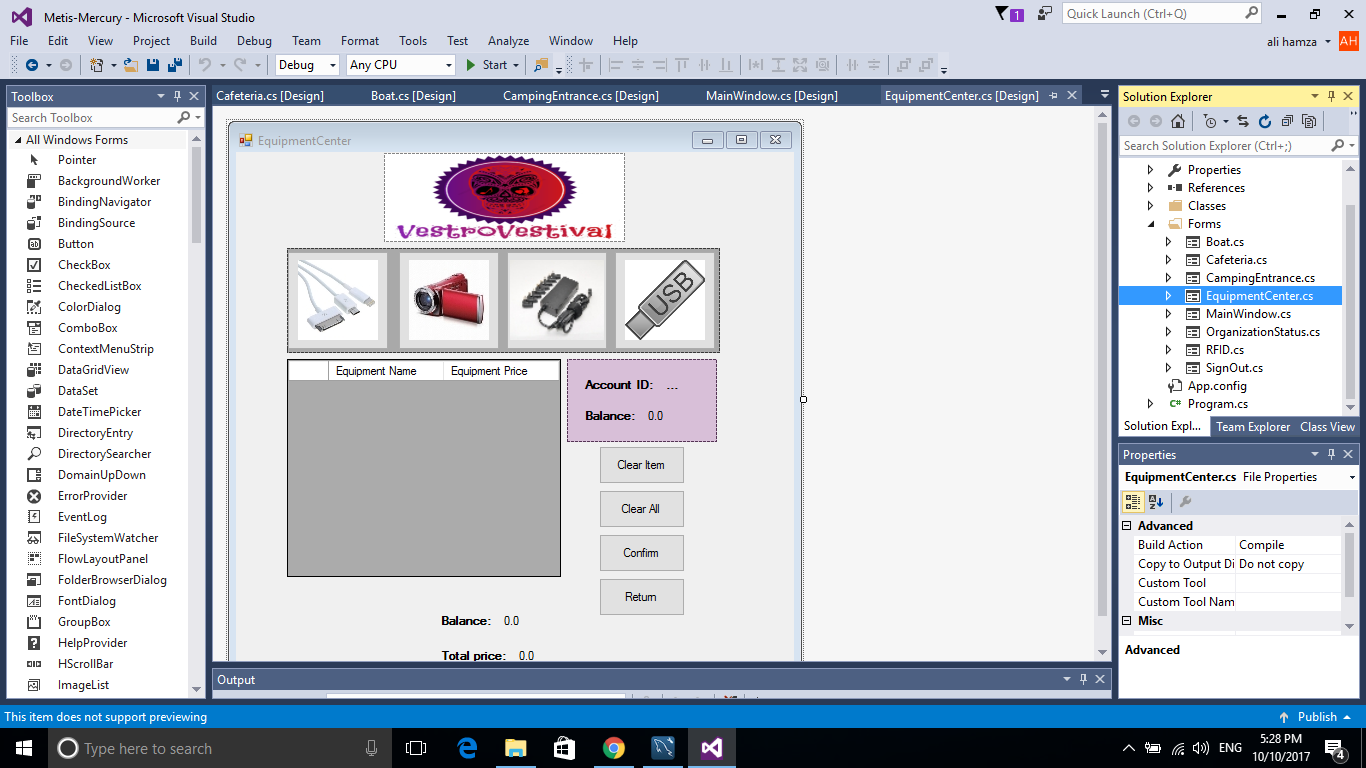 Metis-Mercury - Microsoft Visual Studio
1
Quick Launch (Ctrl+Q)
File Edit View Project Build Debug Team Format Tools Test Analyze Window Help
ali hamza AH
Debug Any CPU Start
Toolbox
Search Toolbox
All Windows Forms
Pointer
BackgroundWorker
BindingNavigator
BindingSource
Button
CheckBox
CheckedListBox
ColorDialog
ComboBox
ContextMenuStrip
DataGridView
DataSet
DateTimePicker
DirectoryEntry
DirectorySearcher
DomainUpDown
ErrorProvider
EventLog
FileSystemWatcher
FlowLayoutPanel
FolderBrowserDialog
FontDialog
GroupBox
HelpProvider
HScrollBar
ImageList
Cafeteria.cs [Design] Boat.cs [Design] CampingEntrance.cs [Design] MainWindow.cs [Design] EquipmentCenter.cs [Design]
EquipmentCenter
VestroVestival
USB
Equipment Name Equipment Price
Account ID: ...
Balance: 0.0
Clear Item
Clear All
Confirm
Return
Balance: 0.0
Total price: 0.0
Output
Solution Explorer
Search Solution Explorer (Ctrl+;)
Properties
References
Classes
Forms
Boat.cs
Cafeteria.cs
CampingEntrance.cs
EquipmentCenter.cs
MainWindow.cs
OrganizationStatus.cs
RFID.cs
SignOut.cs
App.config
C# Program.cs
Solution Expl... Team Explorer Class View
Properties
EquipmentCenter.cs File Properties
Advanced
Build Action Compile
Copy to Output Di Do not copy
Custom Tool
Custom Tool Nam
Misc
Advanced
This item does not support previewing
Publish
Type here to search
ENG
5:28 PM
10/10/2017
4